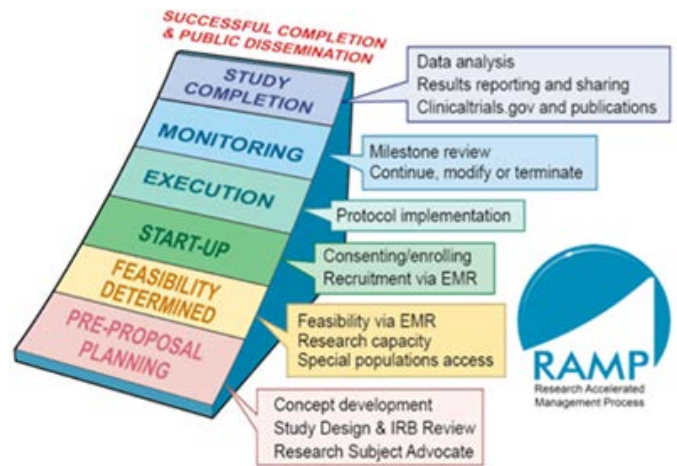 SUCCESSFUL COMPLETION
& PUBLIC DISSEMINATION
STUDY
COMPLETION
Data analysis
Results reporting and sharing
Clinicaltrials.gov and publications
MONITORING
Milestone review
Continue, modify or terminate
EXECUTION
Protocol implementation
START-UP
Consenting/enrolling
Recruitment via EMR
FEASIBILITY
DETERMINED
Feasibility via EMR
Research capacity
Special populations access
PRE-PROPOSAL
PLANNING
Concept development
Study Design & IRB Review
Research Subject Advocate
RAMP
Research Accelerated
Management Process